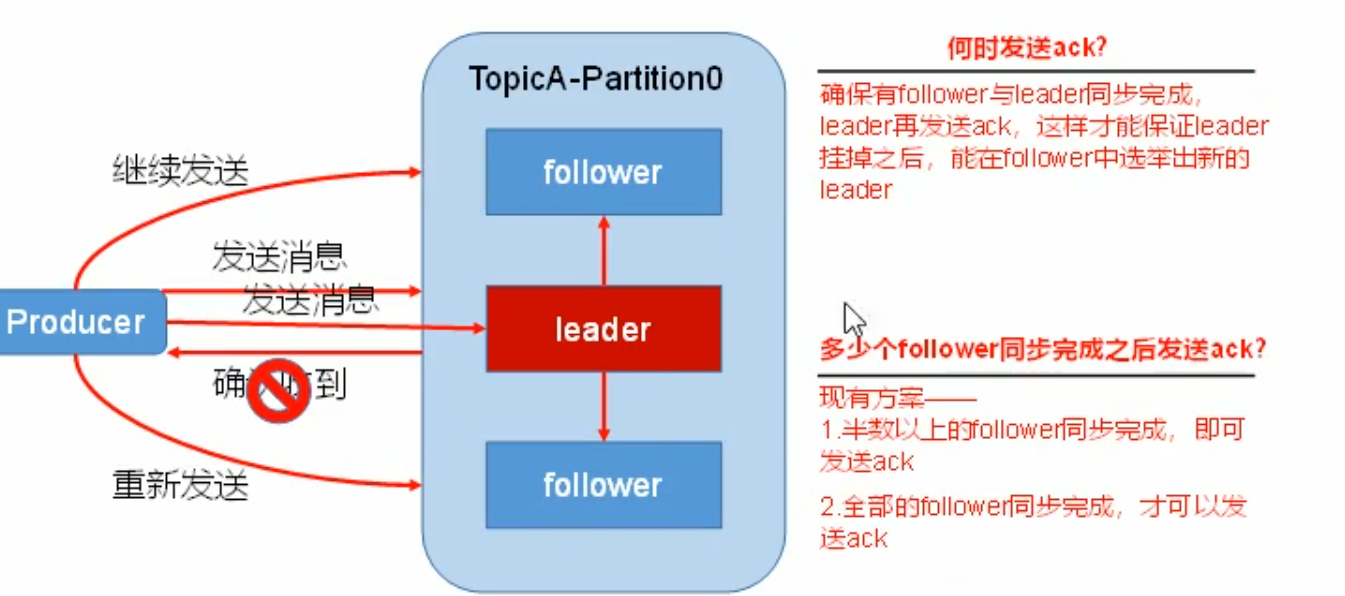 TopicA-Partition0
follower
leader
follower
Producer
继续发送
发送消息
发送消息
确认收到
重新发送
何时发送ack?
确保有follower与leader同步完成，
leader再发送ack，这样才能保证leader
挂掉之后，能在follower中选举出新的
leader
多少个follower同步完成之后发送ack?
现有方案——
1.半数以上的follower同步完成，即可
发送ack
2.全部的follower同步完成，才可以发
送ack